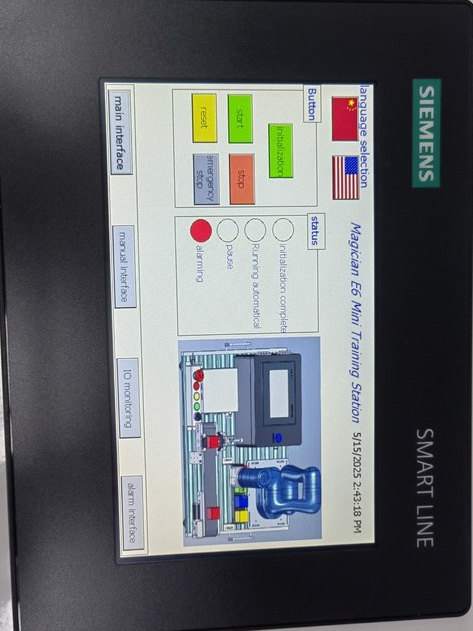 SIEMENS
SMART LINE
language selection
Magician E6 Mini Training Station
5/15/2025 2:43:18 PM
Button
initialization
start
stop
reset
emergency
stop
status
initialization complete
Running automatical
pause
alarming
main interface
manual interface
IO monitoring
alarm interface